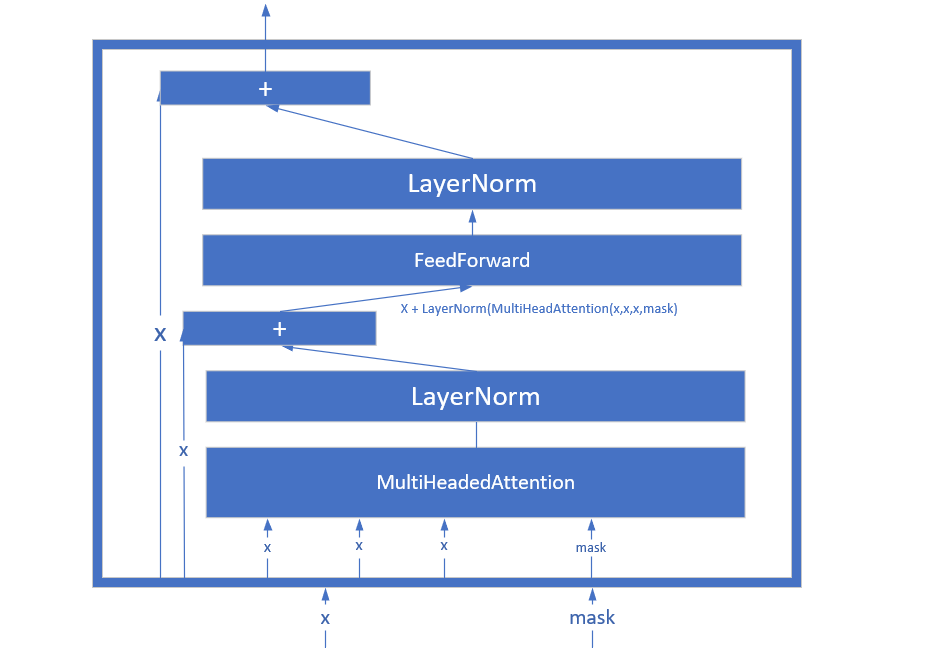 +
LayerNorm
FeedForward
X + LayerNorm(MultiHeadAttention(x,x,x,mask)
+
X
LayerNorm
x
MultiHeadedAttention
x
x
x
mask
x
mask